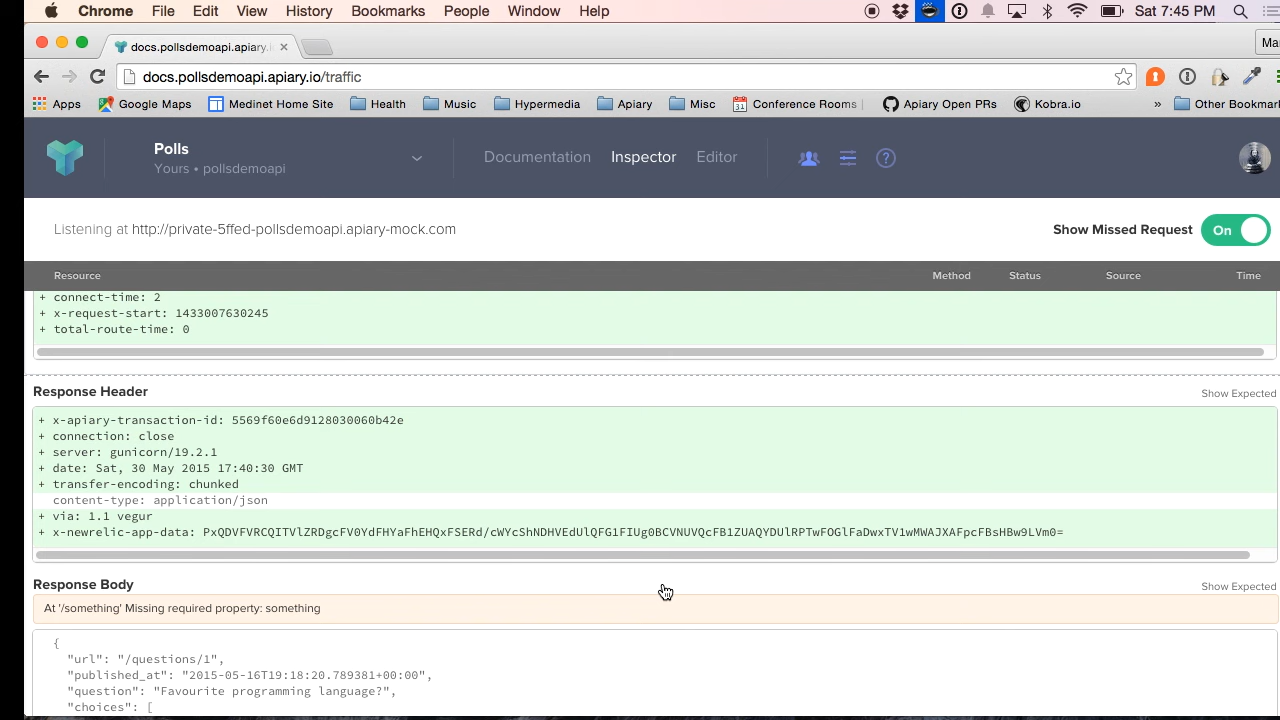 Chrome File Edit View History Bookmarks People Window Help Sat 7:45 PM
docs.pollsdemoapi.apiary.
docs.pollsdemoapi.apiary.io/traffic
Apps Google Maps Medinet Home Site Health Music Hypermedia Apiary Misc Conference Rooms Apiary Open PRs Kobra.io » Other Bookmar
Polls
Yours • pollsdemoapi
Documentation Inspector Editor
Listening at http://private-5ffed-pollsdemoapi.apiary-mock.com
Show Missed Request On
Resource Method Status Source Time
+ connect-time: 2
+ x-request-start: 1433007630245
+ total-route-time: 0
Response Header Show Expected
+ x-apiary-transaction-id: 5569f60e6d9128030060b42e
+ connection: close
+ server: gunicorn/19.2.1
+ date: Sat, 30 May 2015 17:40:30 GMT
+ transfer-encoding: chunked
content-type: application/json
+ via: 1.1 vegur
+ x-newrelic-app-data: PxQDVFVRCQITVlZRDgcFV0YdFHYaFhEHQxFSERd/cWYcShNDHVEdUlQFG1FIUg0BCVNUVQcFB1ZUAQYDUlRPTwFOGlFaDwxTV1wMWAJXAFpcFBsHBw9LVm0=
Response Body Show Expected
At '/something' Missing required property: something
{
"url": "/questions/1",
"published_at": "2015-05-16T19:18:20.789381+00:00",
"question": "Favourite programming language?",
"choices": [